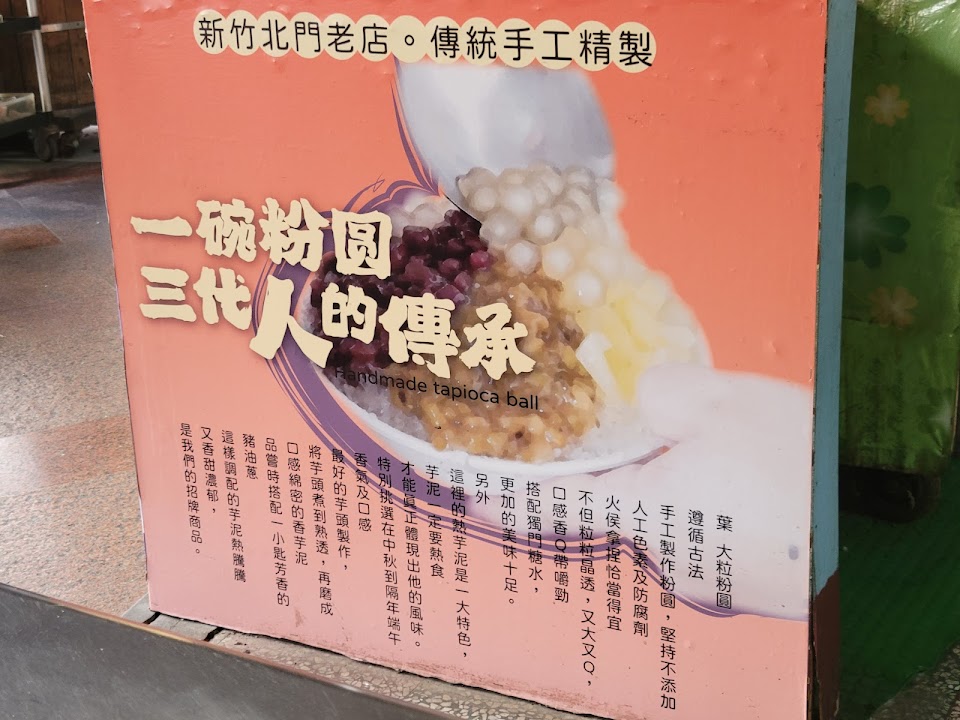 新竹北門老店。傳統手工精製
一碗粉圓
三代人的傳承
Handmade tapioca ball
葉 大粒粉圓
遵循古法
手工製作粉圓，堅持不添加
人工色素及防腐劑
火侯拿捏恰當得宜
不但粒粒晶透，又大又Q，
口感香Q帶嚼勁
搭配獨門糖水，
更加的美味十足。
另外
這裡的熱芋泥是一大特色，
芋泥一定要熱食
才能真正體現出他的風味。
特別挑選在中秋到隔年端午
香氣及口感
最好的芋頭製作，
將芋頭煮到熟透，再磨成
口感綿密的香芋泥
品嘗時搭配一小匙芳香的
豬油蔥
這樣調配的芋泥熱騰騰
又香甜濃郁，
是我們的招牌商品。